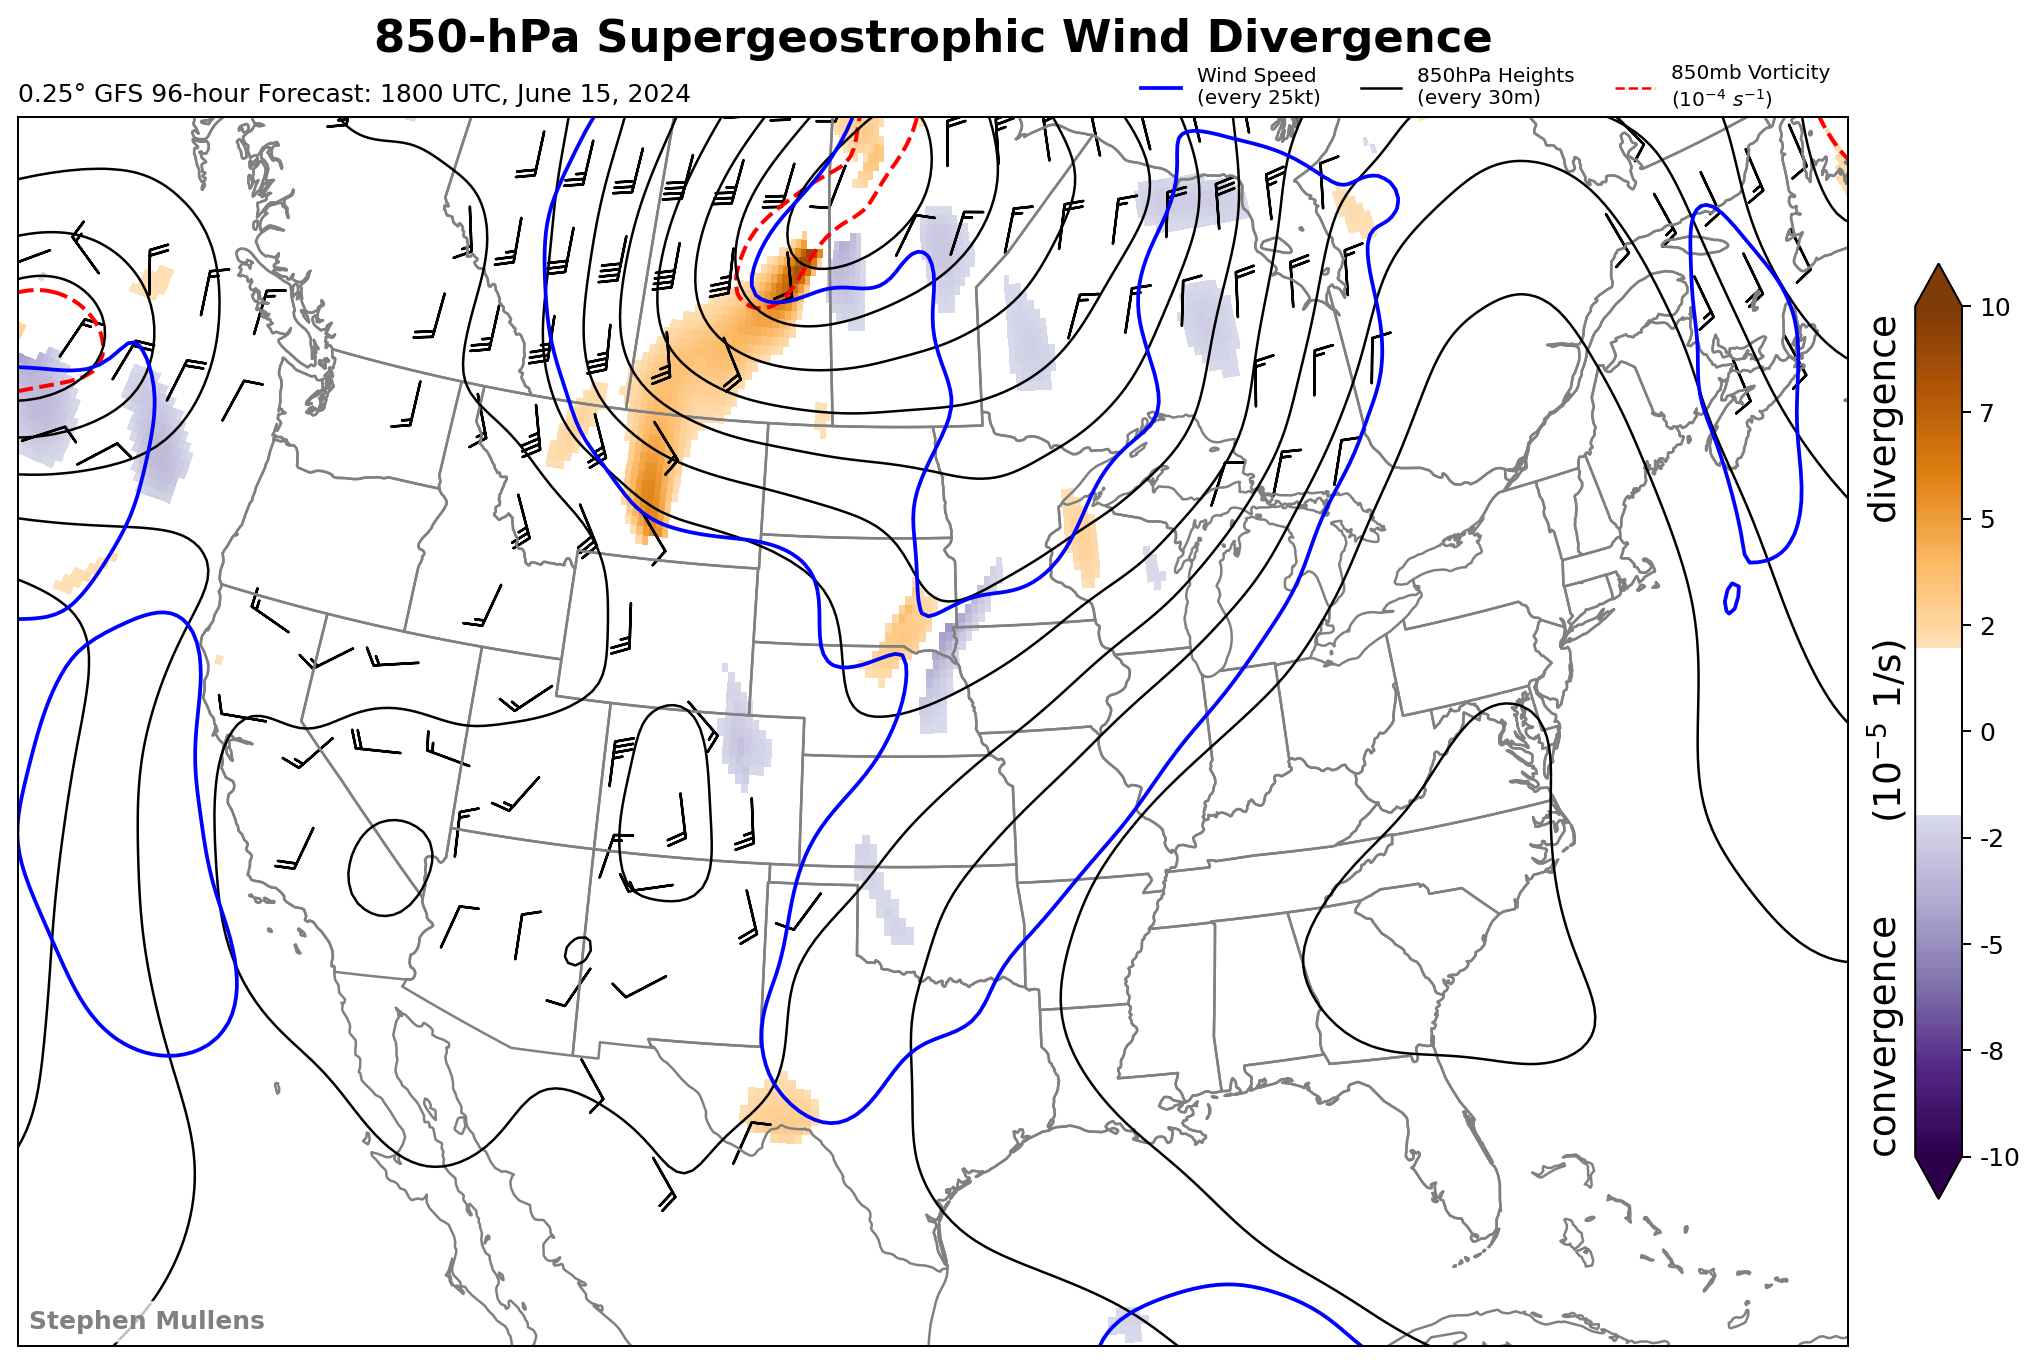 850-hPa Supergeostrophic Wind Divergence
0.25° GFS 96-hour Forecast: 1800 UTC, June 15, 2024
Wind Speed
(every 25kt)
850hPa Heights
(every 30m)
850mb Vorticity
(10⁻⁴ s⁻¹)
10
7
5
2
0
-2
-5
-8
-10
convergence (10⁻⁵ 1/s) divergence
Stephen Mullens